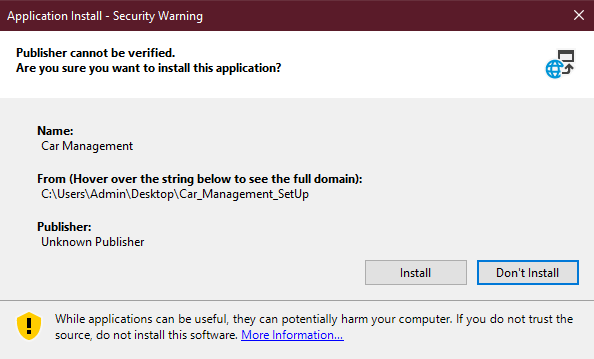 Application Install - Security Warning
Publisher cannot be verified.
Are you sure you want to install this application?
Name:
Car Management
From (Hover over the string below to see the full domain):
C:\Users\Admin\Desktop\Car_Management_SetUp
Publisher:
Unknown Publisher
Install
Don't Install
While applications can be useful, they can potentially harm your computer. If you do not trust the
source, do not install this software. More Information...